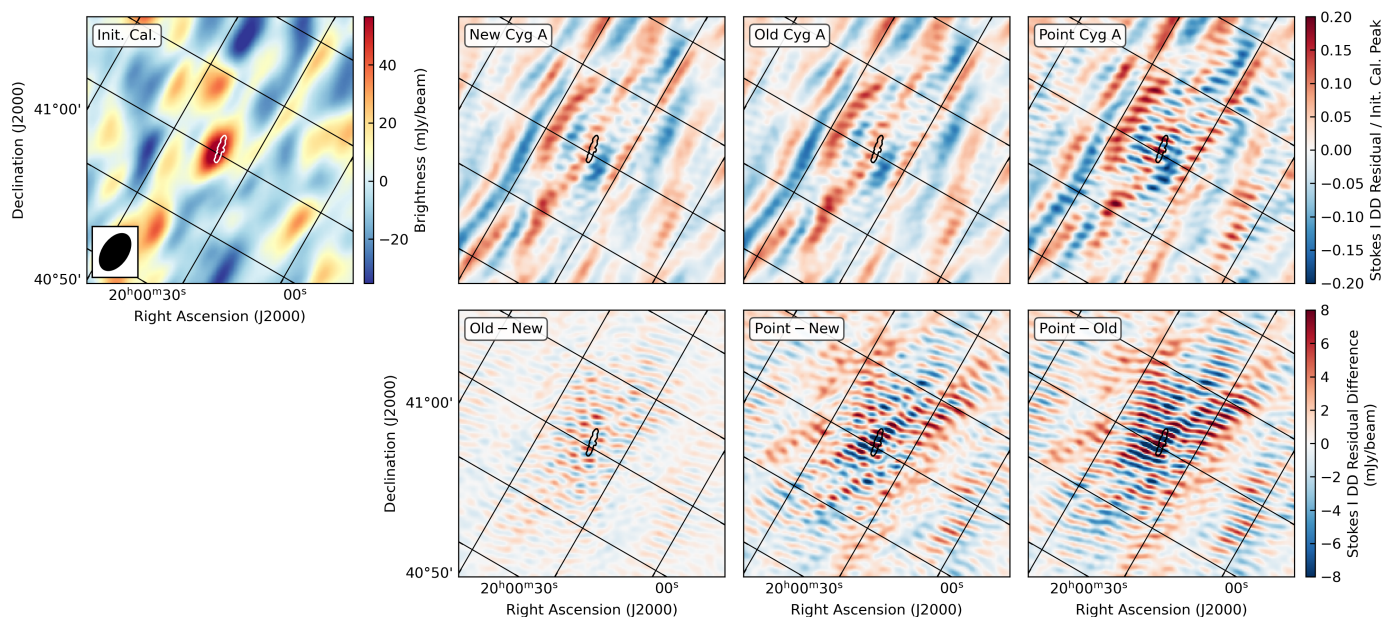 Init. Cal.
New Cyg A
Old Cyg A
Point Cyg A
Declination (J2000)
41°00'
40°50'
20ʰ00ᵐ30ˢ
00ˢ
Right Ascension (J2000)
40
20
0
−20
Brightness (mJy/beam)
0.20
0.15
0.10
0.05
0.00
−0.05
−0.10
−0.15
−0.20
Stokes I DD Residual / Init. Cal. Peak
Old − New
Point − New
Point − Old
Declination (J2000)
41°00'
40°50'
20ʰ00ᵐ30ˢ
00ˢ
20ʰ00ᵐ30ˢ
00ˢ
20ʰ00ᵐ30ˢ
00ˢ
Right Ascension (J2000)
Right Ascension (J2000)
Right Ascension (J2000)
8
6
4
2
0
−2
−4
−6
−8
Stokes I DD Residual Difference
(mJy/beam)